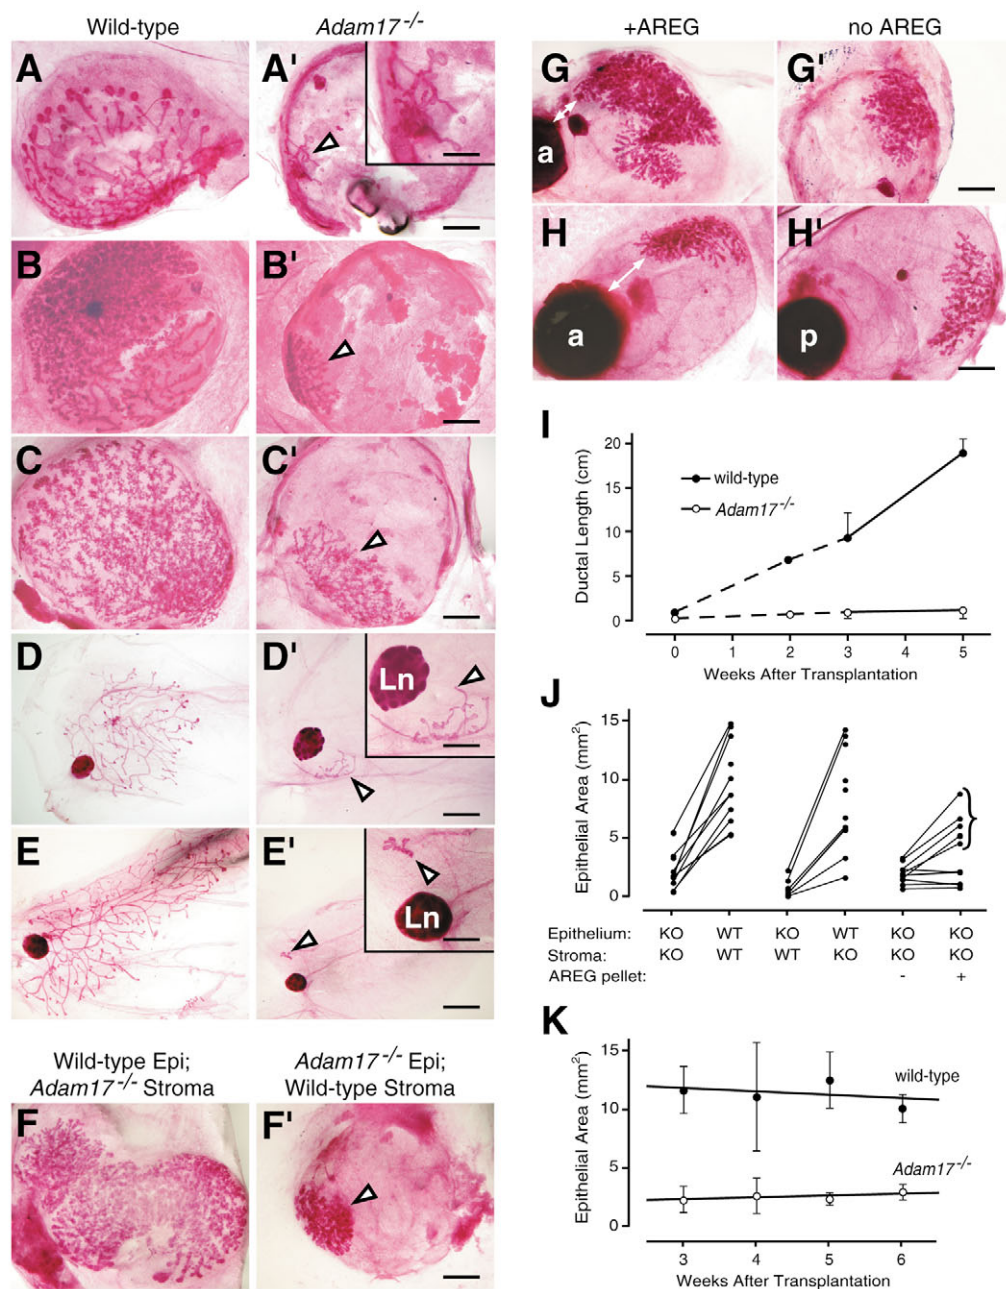 Wild-type
Adam17-/-
A
A'
B
B'
C
C'
D
D'
Ln
E
E'
Ln
Wild-type Epi;
Adam17-/- Stroma
Adam17-/- Epi;
Wild-type Stroma
F
F'
+AREG
no AREG
G
a
G'
H
a
H'
p
I
Ductal Length (cm)
20
15
10
5
0
wild-type
Adam17-/-
0 1 2 3 4 5
Weeks After Transplantation
J
Epithelial Area (mm2)
15
10
5
0
Epithelium: KO WT KO WT KO KO
Stroma: KO WT WT KO KO KO
AREG pellet: - +
K
Epithelial Area (mm2)
15
10
5
0
wild-type
Adam17-/-
3 4 5 6
Weeks After Transplantation